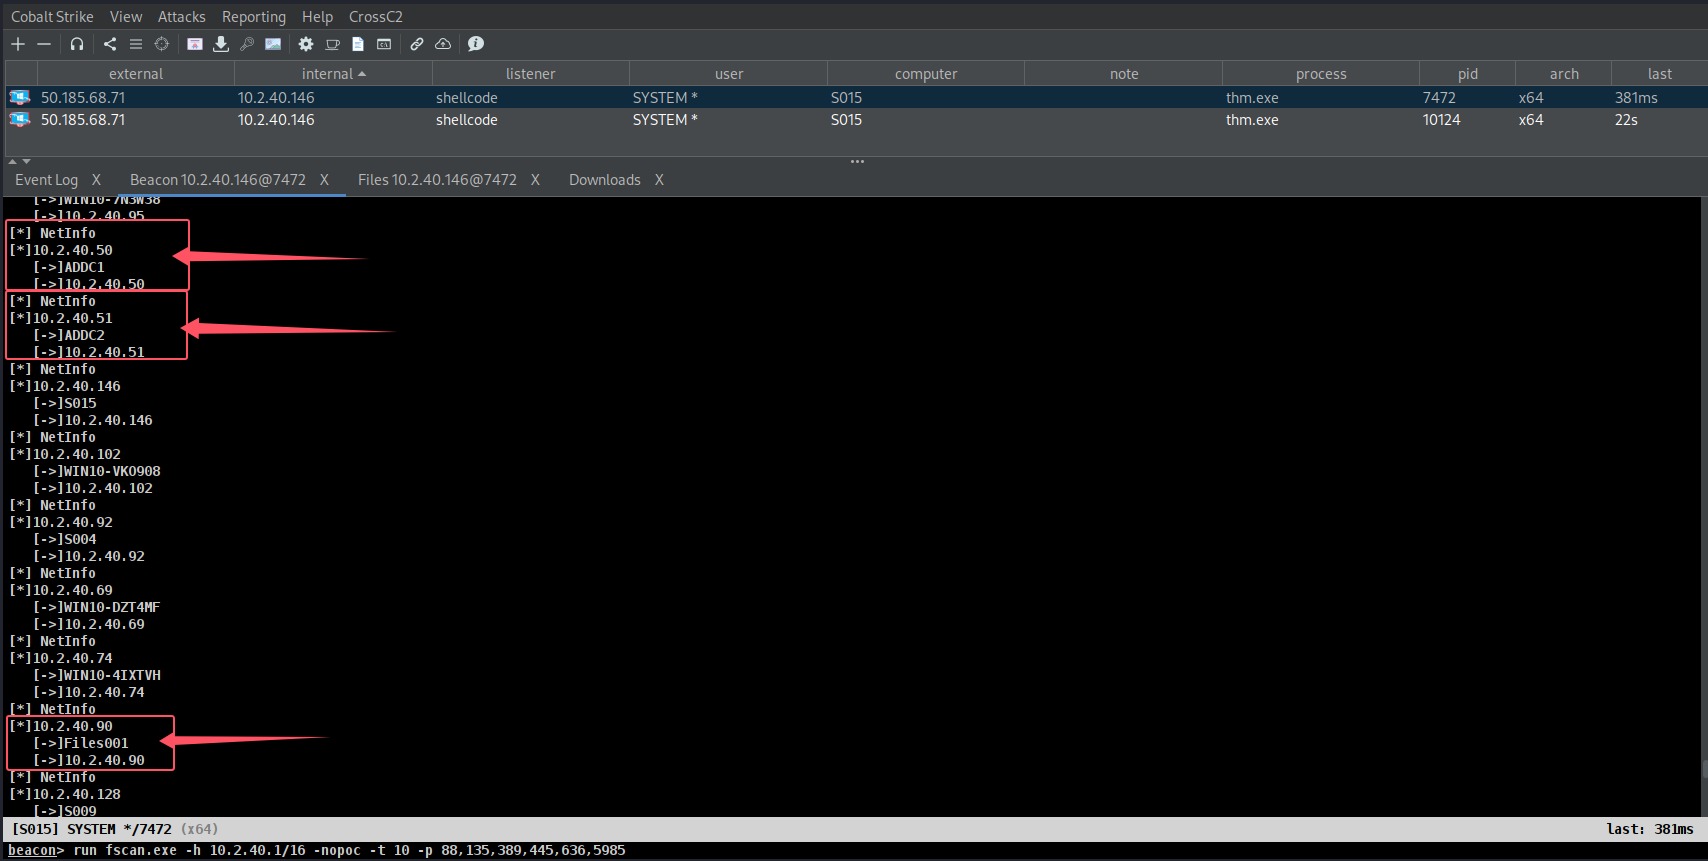 Cobalt Strike View Attacks Reporting Help CrossC2
external internal listener user computer note process pid arch last
50.185.68.71 10.2.40.146 shellcode SYSTEM * S015 thm.exe 7472 x64 381ms
50.185.68.71 10.2.40.146 shellcode SYSTEM * S015 thm.exe 10124 x64 22s
Event Log X Beacon 10.2.40.146@7472 X Files 10.2.40.146@7472 X Downloads X
[->]WIN10-7N3W38
[->]10.2.40.95
[*] NetInfo
[*]10.2.40.50
[->]ADDC1
[->]10.2.40.50
[*] NetInfo
[*]10.2.40.51
[->]ADDC2
[->]10.2.40.51
[*] NetInfo
[*]10.2.40.146
[->]S015
[->]10.2.40.146
[*] NetInfo
[*]10.2.40.102
[->]WIN10-VKO908
[->]10.2.40.102
[*] NetInfo
[*]10.2.40.92
[->]S004
[->]10.2.40.92
[*] NetInfo
[*]10.2.40.69
[->]WIN10-DZT4MF
[->]10.2.40.69
[*] NetInfo
[*]10.2.40.74
[->]WIN10-4IXTVH
[->]10.2.40.74
[*] NetInfo
[*]10.2.40.90
[->]Files001
[->]10.2.40.90
[*] NetInfo
[*]10.2.40.128
[->]S009
[S015] SYSTEM */7472 (x64) last: 381ms
beacon> run fscan.exe -h 10.2.40.1/16 -nopoc -t 10 -p 88,135,389,445,636,5985